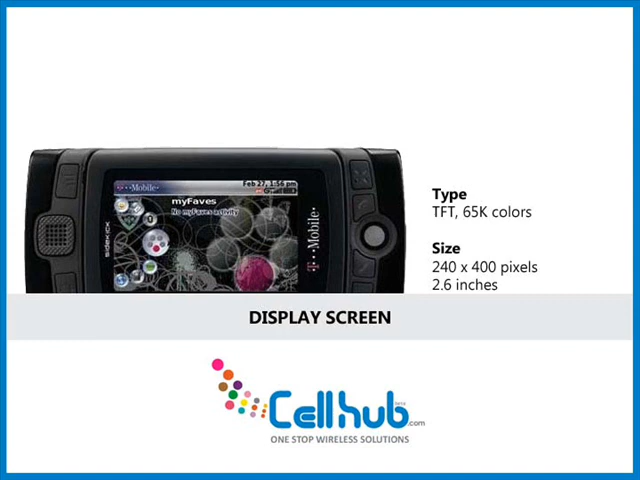 Feb 27, 1:56 pm
T · · Mobile·
myFaves
No myFaves activity
SIDEKICK
T · · Mobile·
Type
TFT, 65K colors
Size
240 x 400 pixels
2.6 inches
DISPLAY SCREEN
Cellhub
beta
.com
ONE STOP WIRELESS SOLUTIONS